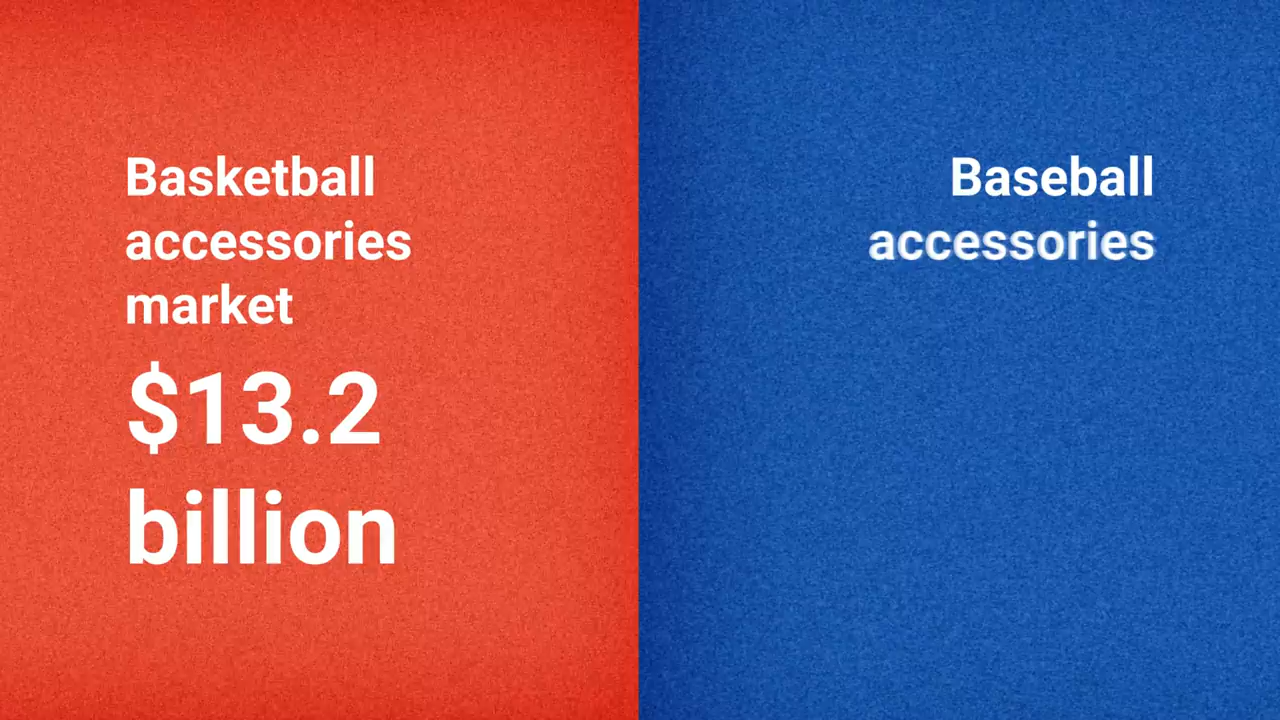 Basketball
accessories
market
$13.2
billion
Baseball
accessories